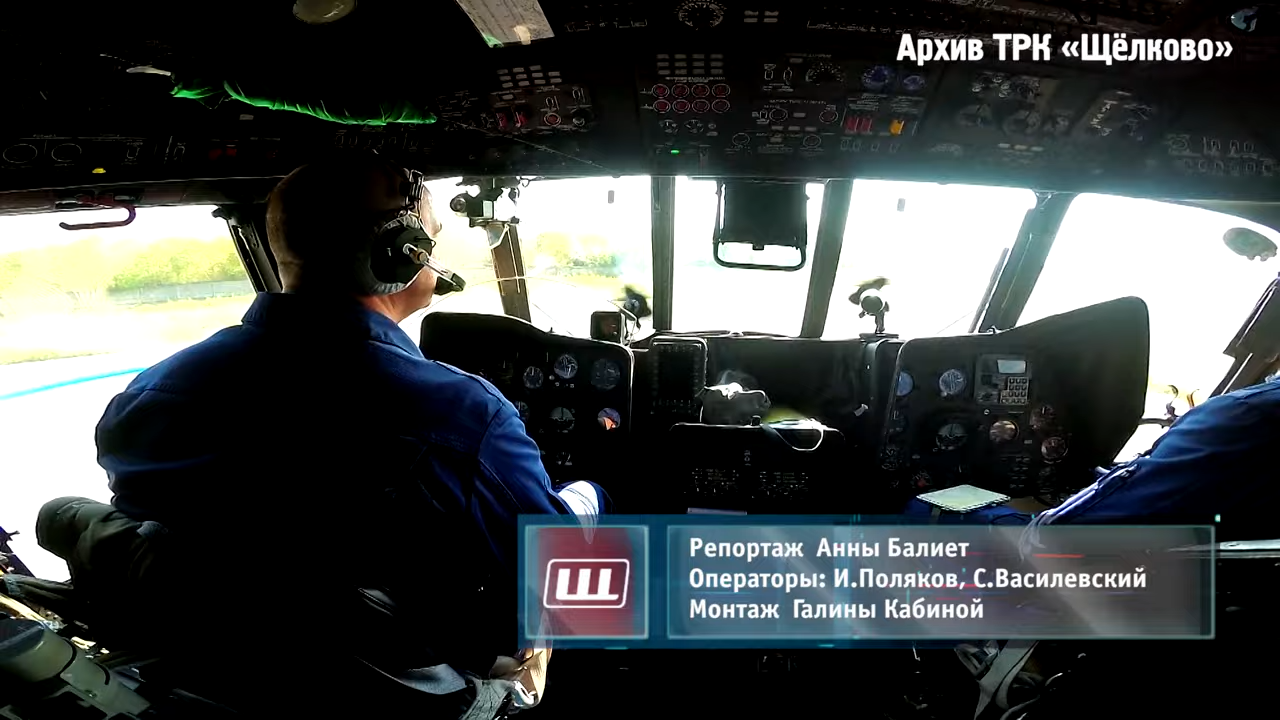 Архив ТРК «Щёлково»
Ш
Репортаж Анны Балиет
Операторы: И.Поляков, С.Василевский
Монтаж Галины Кабиной